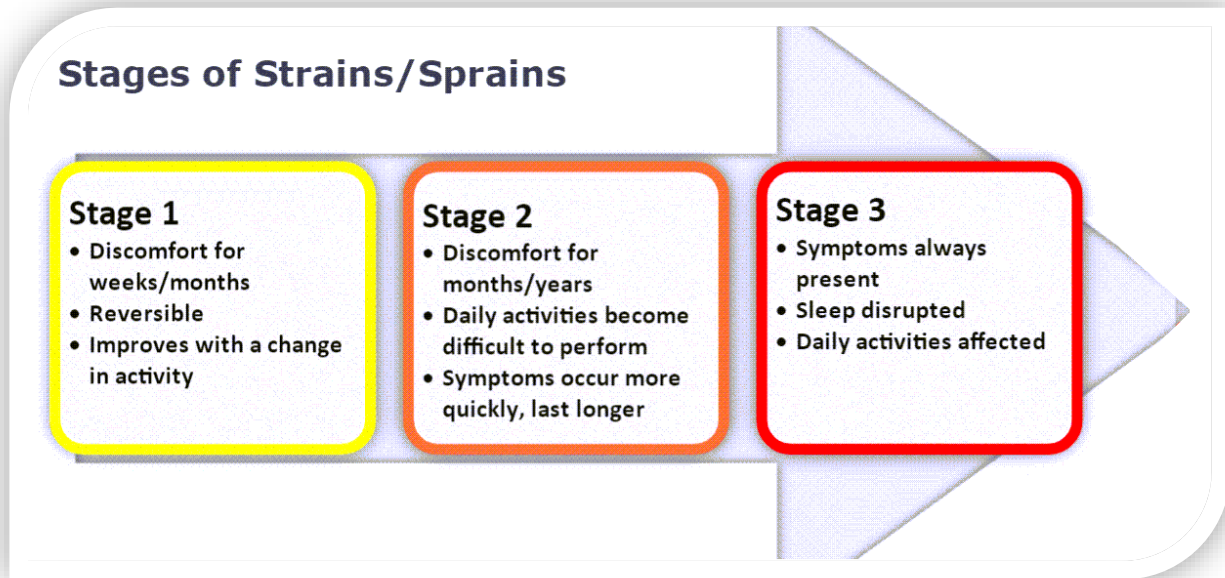 Stages of Strains/Sprains
Stage 1
• Discomfort for
weeks/months
• Reversible
• Improves with a change
in activity
Stage 2
• Discomfort for
months/years
• Daily activities become
difficult to perform
• Symptoms occur more
quickly, last longer
Stage 3
• Symptoms always
present
• Sleep disrupted
• Daily activities affected